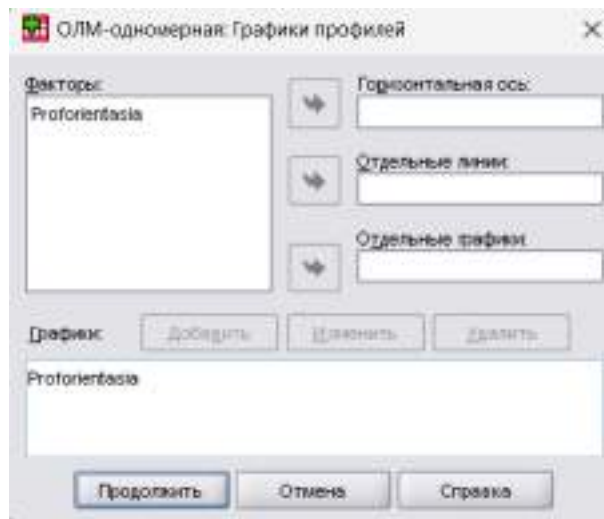 ОЛМ-одномерная: Графики профилей
Факторы:
Proforientasia
Горизонтальная ось:
Отдельные линии:
Отдельные графики:
Графики:
Добавить
Изменить
Удалить
Proforientasia
Продолжить
Отмена
Справка